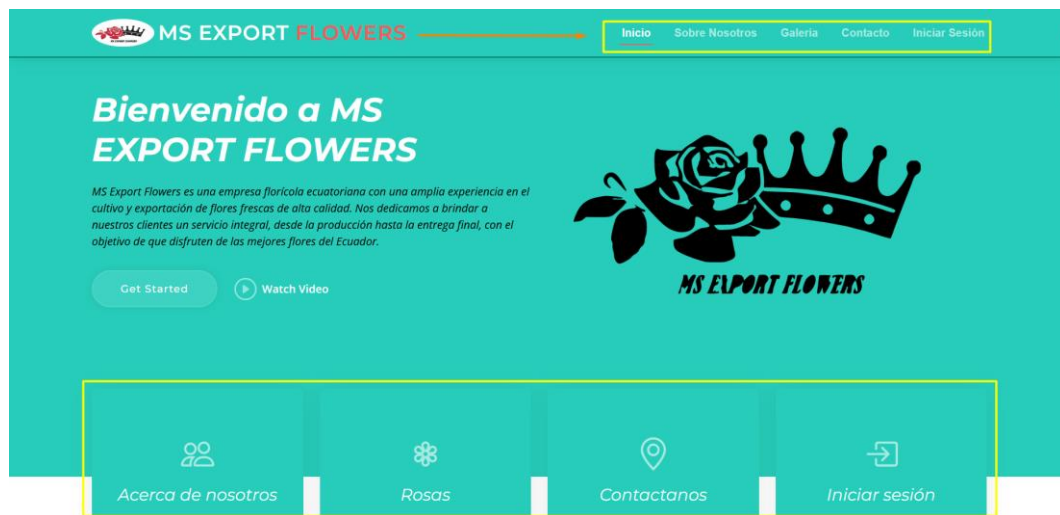 MS EXPORT FLOWERS
Inicio Sobre Nosotros Galeria Contacto Iniciar Sesión
Bienvenido a MS
EXPORT FLOWERS
MS Export Flowers es una empresa florícola ecuatoriana con una amplia experiencia en el
cultivo y exportación de flores frescas de alta calidad. Nos dedicamos a brindar a
nuestros clientes un servicio integral, desde la producción hasta la entrega final, con el
objetivo de que disfruten de las mejores flores del Ecuador.
Get Started Watch Video
MS EXPORT FLOWERS
Acerca de nosotros Rosas Contactanos Iniciar sesión